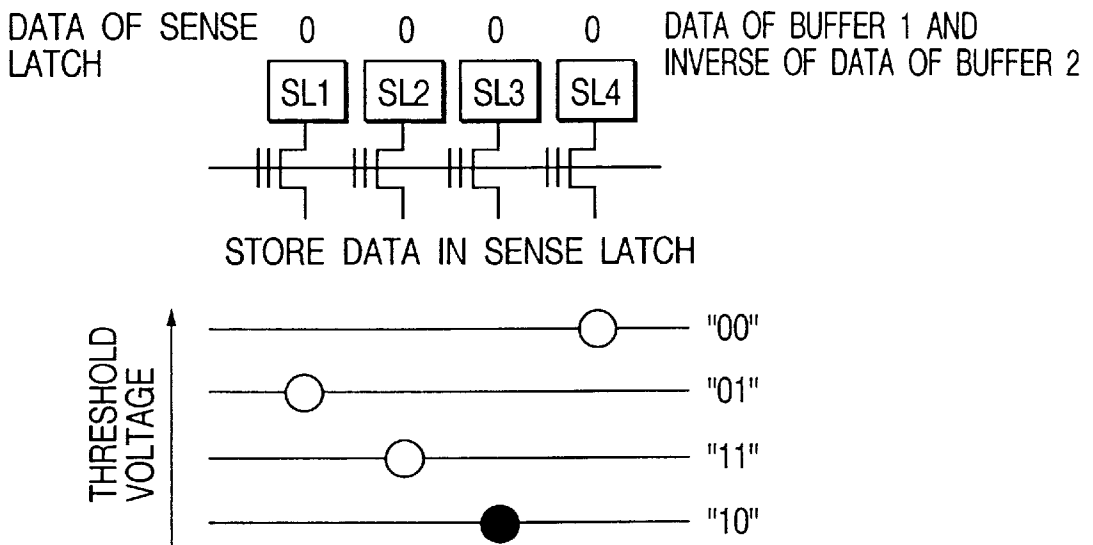 DATA OF SENSE LATCH
0 0 0 0
DATA OF BUFFER 1 AND
INVERSE OF DATA OF BUFFER 2
SL1 SL2 SL3 SL4
STORE DATA IN SENSE LATCH
THRESHOLD
VOLTAGE
"00"
"01"
"11"
"10"